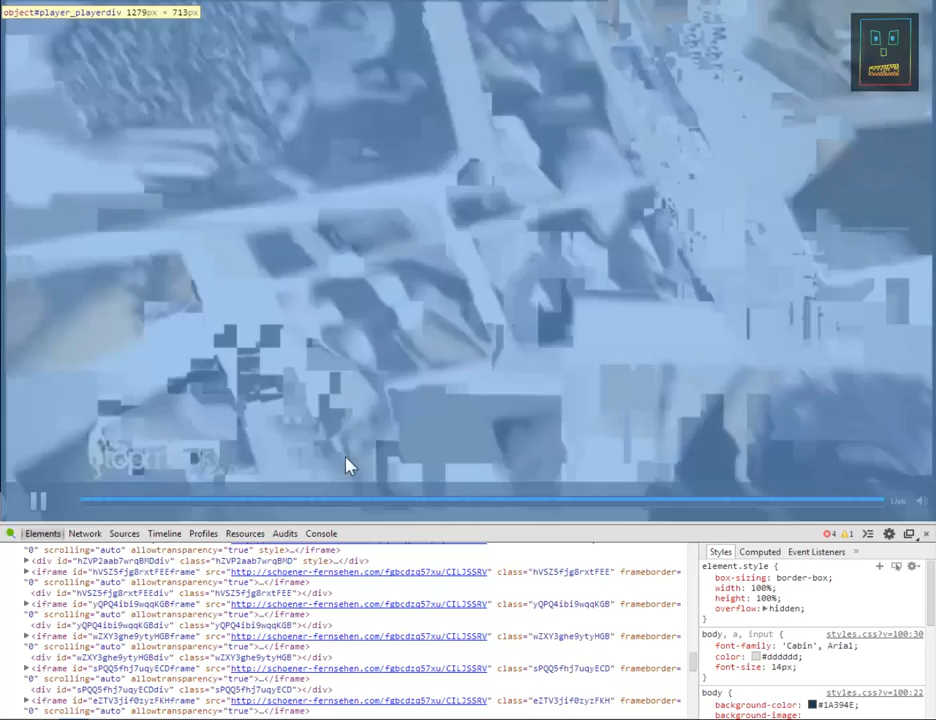 object#player_playerdiv 1279px × 713px
Live
Elements Network Sources Timeline Profiles Resources Audits Console
4 1
"0" scrolling="auto" allowtransparency="true" style>…</iframe>
<div id="hZVP2aab7wrqBMDdiv" class="hZVP2aab7wrqBMD" style>…</div>
<iframe id="hVSZ5fjg8rxtFEEframe" src="http://schoener-fernsehen.com/fgbcdzq57xu/CILJSSRV" class="hVSZ5fjg8rxtFEE" frameborder=
"0" scrolling="auto" allowtransparency="true">…</iframe>
<div id="hVSZ5fjg8rxtFEEdiv" class="hVSZ5fjg8rxtFEE"></div>
<iframe id="yQPQ4ibi9wqqKGBframe" src="http://schoener-fernsehen.com/fgbcdzq57xu/CILJSSRV" class="yQPQ4ibi9wqqKGB" frameborder=
"0" scrolling="auto" allowtransparency="true">…</iframe>
<div id="yQPQ4ibi9wqqKGBdiv" class="yQPQ4ibi9wqqKGB"></div>
<iframe id="wZXY3ghe9ytyHGBframe" src="http://schoener-fernsehen.com/fgbcdzq57xu/CILJSSRV" class="wZXY3ghe9ytyHGB" frameborder=
"0" scrolling="auto" allowtransparency="true">…</iframe>
<div id="wZXY3ghe9ytyHGBdiv" class="wZXY3ghe9ytyHGB"></div>
<iframe id="sPQQ5fhj7uqyECDframe" src="http://schoener-fernsehen.com/fgbcdzq57xu/CILJSSRV" class="sPQQ5fhj7uqyECD" frameborder=
"0" scrolling="auto" allowtransparency="true">…</iframe>
<div id="sPQQ5fhj7uqyECDdiv" class="sPQQ5fhj7uqyECD"></div>
<iframe id="eZTV3jif0zyzFKHframe" src="http://schoener-fernsehen.com/fgbcdzq57xu/CILJSSRV" class="eZTV3jif0zyzFKH" frameborder=
"0" scrolling="auto" allowtransparency="true">…</iframe>
Styles Computed Event Listeners »
element.style {
box-sizing: border-box;
width: 100%;
height: 100%;
overflow: hidden;
}
styles.css?v=100:30
body, a, input {
font-family: 'Cabin', Arial;
color: #dddddd;
font-size: 14px;
}
styles.css?v=100:22
body {
background-color: #1A394E;
background-image: